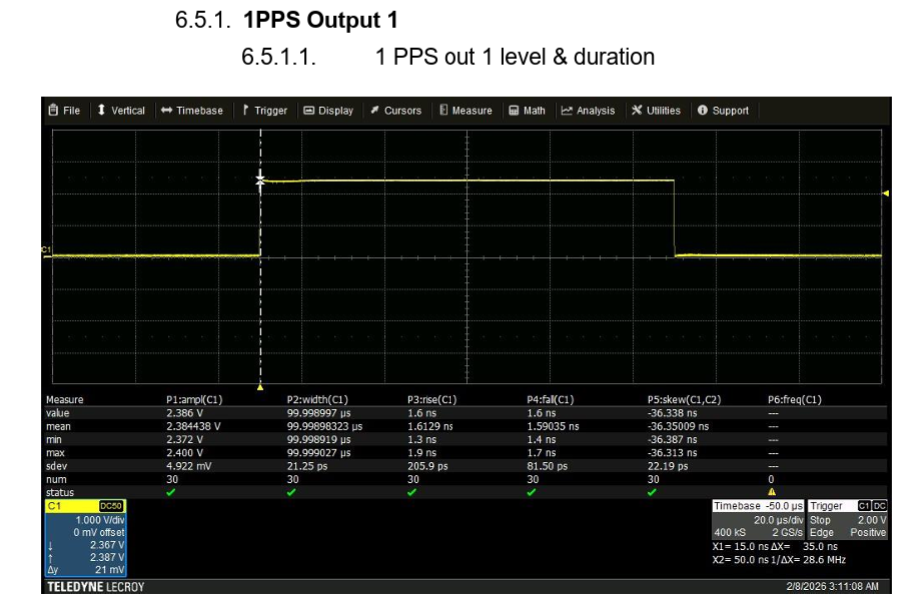 6.5.1. 1PPS Output 1
6.5.1.1. 1 PPS out 1 level & duration
File Vertical Timebase Trigger Display Cursors Measure Math Analysis Utilities Support
C1
Measure P1:ampl(C1) P2:width(C1) P3:rise(C1) P4:fall(C1) P5:skew(C1,C2) P6:freq(C1)
value 2.386 V 99.998997 µs 1.6 ns 1.6 ns -36.338 ns ---
mean 2.384438 V 99.99898323 µs 1.6129 ns 1.59035 ns -36.35009 ns ---
min 2.372 V 99.998919 µs 1.3 ns 1.4 ns -36.387 ns ---
max 2.400 V 99.999027 µs 1.9 ns 1.7 ns -36.313 ns ---
sdev 4.922 mV 21.25 ps 205.9 ps 81.50 ps 22.19 ps ---
num 30 30 30 30 30 0
status
C1 DC50
1.000 V/div
0 mV offset
↓ 2.367 V
↑ 2.387 V
Δy 21 mV
Timebase -50.0 µs Trigger C1 DC
20.0 µs/div Stop 2.00 V
400 kS 2 GS/s Edge Positive
X1= 15.0 ns ΔX= 35.0 ns
X2= 50.0 ns 1/ΔX= 28.6 MHz
TELEDYNE LECROY 2/8/2026 3:11:08 AM